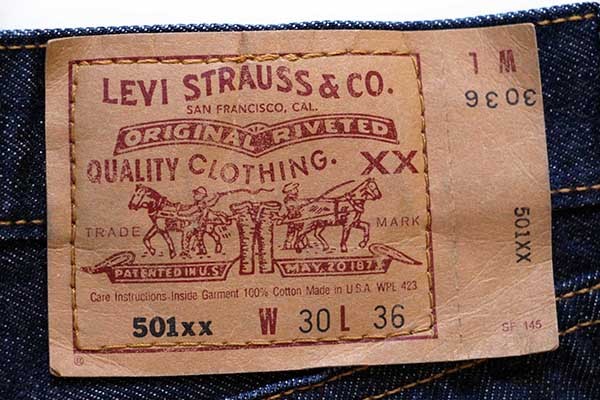 LEVI STRAUSS & CO.
SAN FRANCISCO, CAL.
ORIGINAL RIVETED
QUALITY CLOTHING. XX
TRADE MARK
PATENTED IN U.S. MAY. 20 1873
Care Instructions Inside Garment 100% Cotton Made in U.S.A. WPL 423
501xx W 30 L 36
®
W L
3036
501XX
SF 145